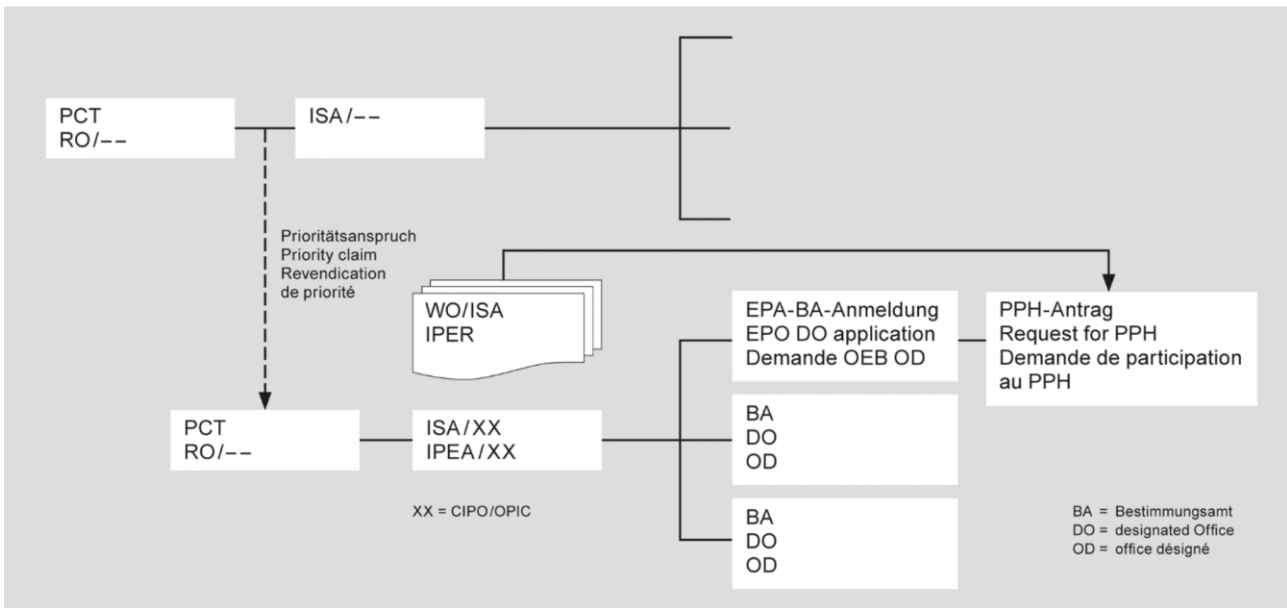 PCT
RO/––
ISA/––
Prioritätsanspruch
Priority claim
Revendication
de priorité
WO/ISA
IPER
EPA-BA-Anmeldung
EPO DO application
Demande OEB OD
PPH-Antrag
Request for PPH
Demande de participation
au PPH
PCT
RO/––
ISA/XX
IPEA/XX
BA
DO
OD
XX = CIPO/OPIC
BA
DO
OD
BA = Bestimmungsamt
DO = designated Office
OD = office désigné